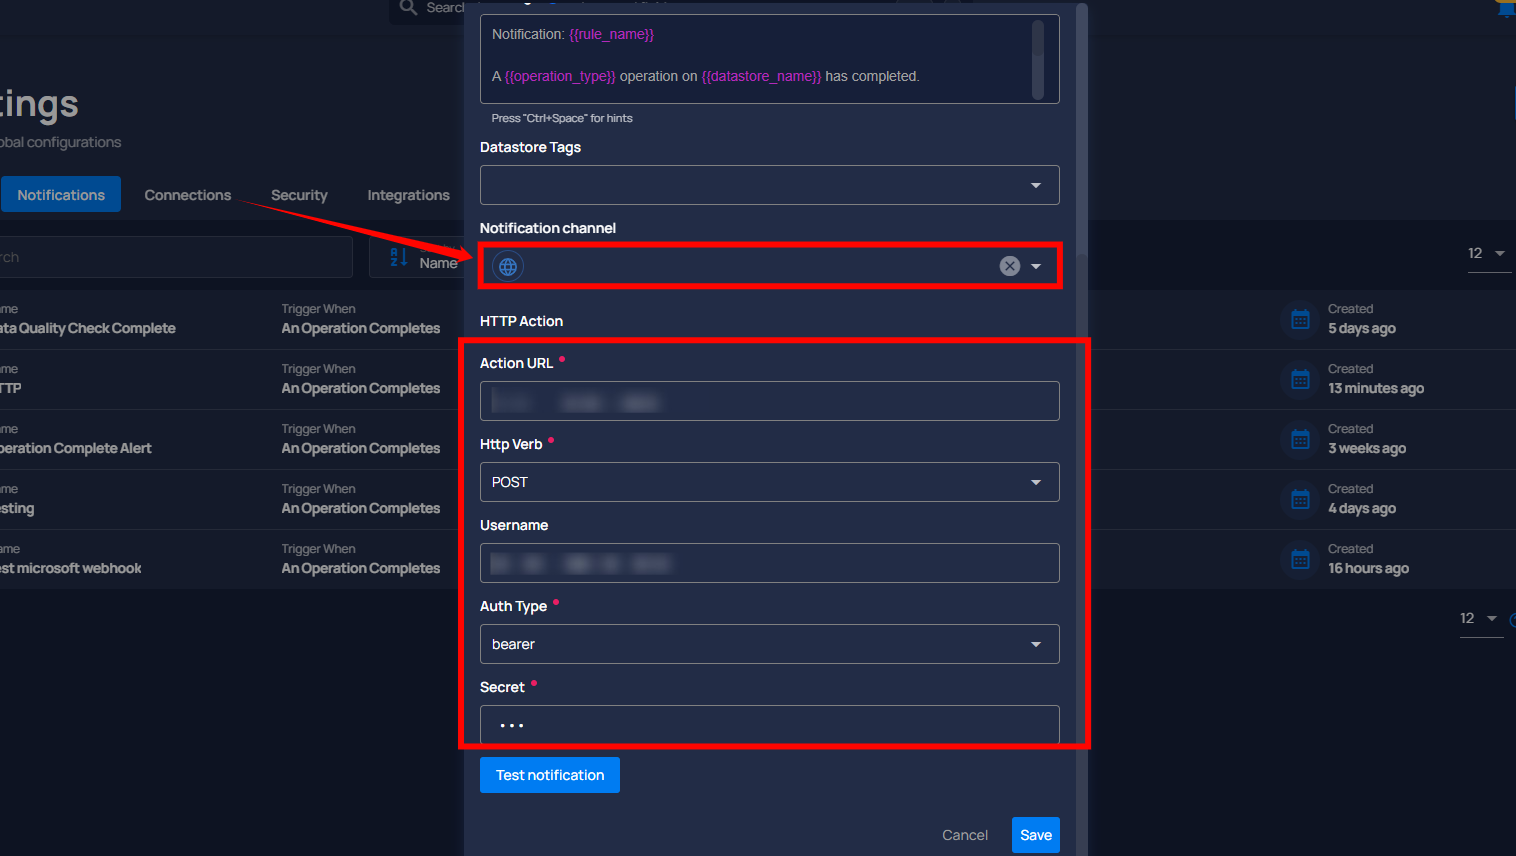 Search
Notification: {{rule_name}}
A {{operation_type}} operation on {{datastore_name}} has completed.
Press "Ctrl+Space" for hints
tings
obal configurations
Notifications
Connections
Security
Integrations
Datastore Tags
Notification channel
rch
Name
12
HTTP Action
Action URL
Http Verb
POST
Username
Auth Type
bearer
Secret
•••
Test notification
Cancel
Save
ame
ata Quality Check Complete
Trigger When
An Operation Completes
Created
5 days ago
ame
TTP
Trigger When
An Operation Completes
Created
13 minutes ago
ame
peration Complete Alert
Trigger When
An Operation Completes
Created
3 weeks ago
ame
esting
Trigger When
An Operation Completes
Created
4 days ago
ame
est microsoft webhook
Trigger When
An Operation Completes
Created
16 hours ago
12